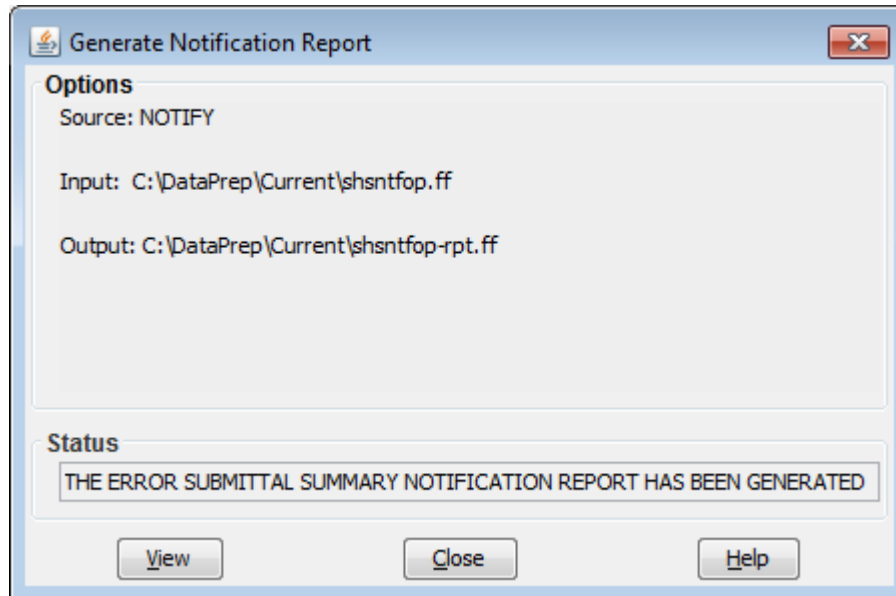 Generate Notification Report
Options
Source: NOTIFY
Input: C:\DataPrep\Current\shsntfop.ff
Output: C:\DataPrep\Current\shsntfop-rpt.ff
Status
THE ERROR SUBMITTAL SUMMARY NOTIFICATION REPORT HAS BEEN GENERATED
View Close Help